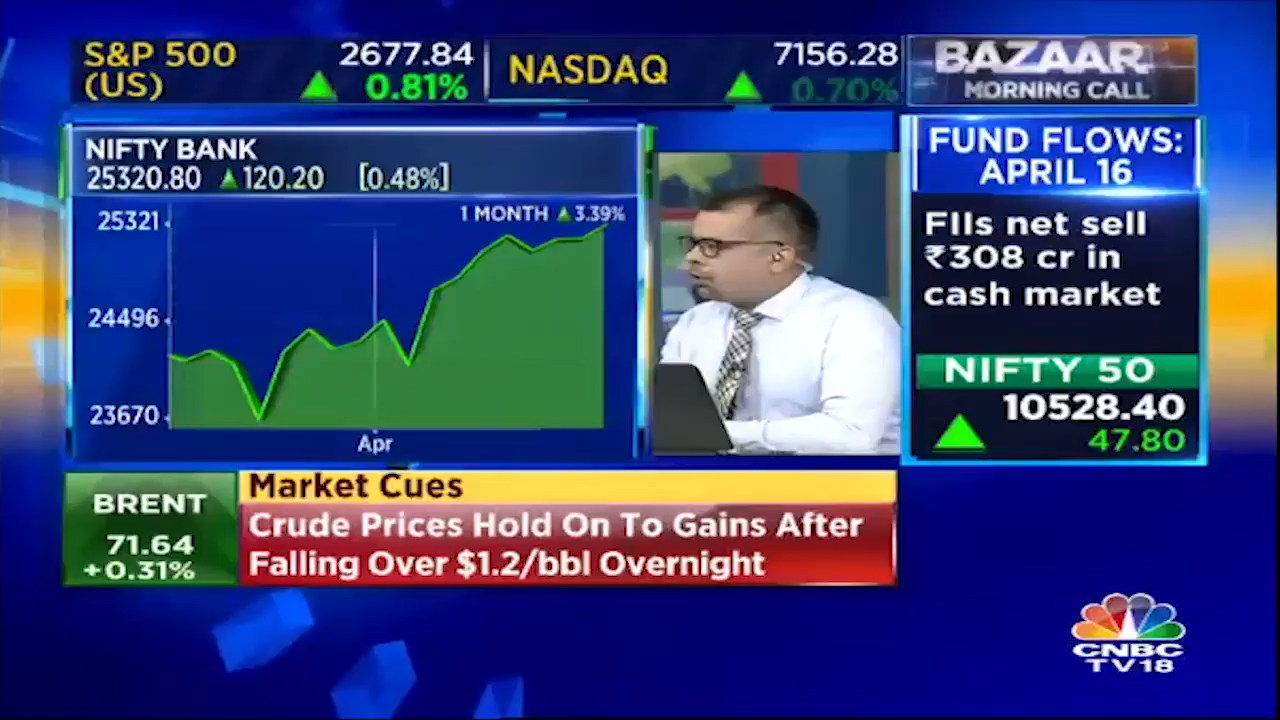 S&P 500
(US)
2677.84
0.81%
NASDAQ
7156.28
0.70%
BAZAAR
MORNING CALL
NIFTY BANK
25320.80 120.20 [0.48%]
1 MONTH 3.39%
25321
24496
23670
Apr
FUND FLOWS:
APRIL 16
FIIs net sell
₹308 cr in
cash market
NIFTY 50
10528.40
47.80
BRENT
71.64
+0.31%
Market Cues
Crude Prices Hold On To Gains After
Falling Over $1.2/bbl Overnight
CNBC
TV18